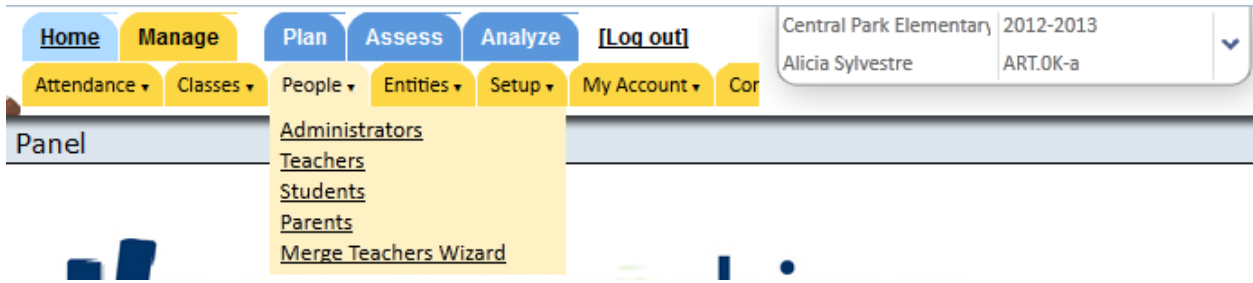 Home Manage Plan Assess Analyze [Log out]
Central Park Elementary 2012-2013
Alicia Sylvestre ART.0K-a
Attendance ▾ Classes ▾ People ▾ Entities ▾ Setup ▾ My Account ▾ Cor
Panel
Administrators
Teachers
Students
Parents
Merge Teachers Wizard